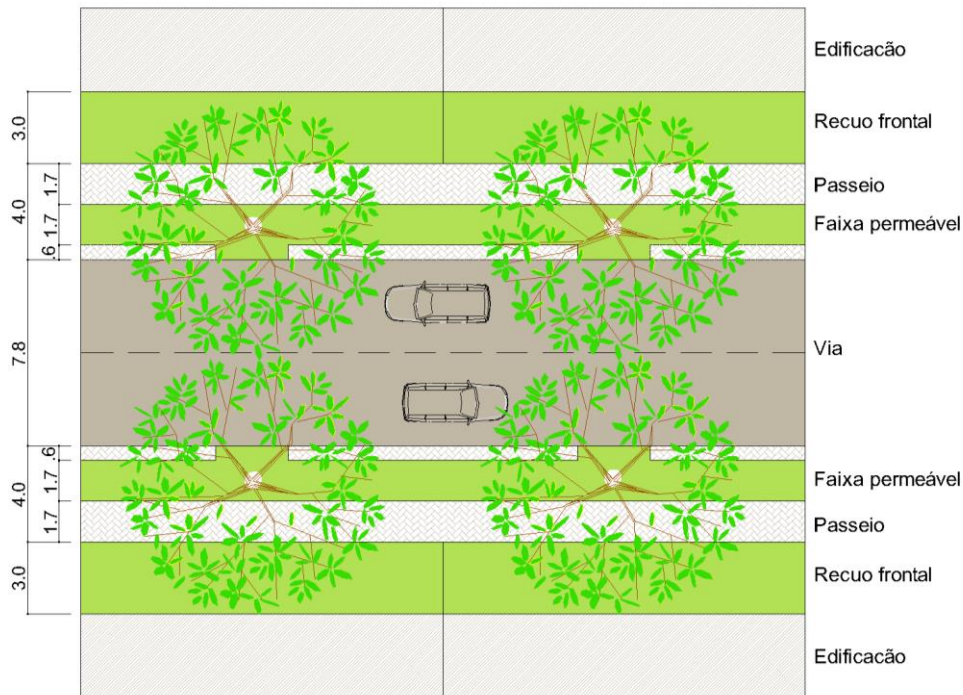 Edificacão
3.0
Recuo frontal
4.0
1.7
Passeio
1.7
Faixa permeável
.6
7.8
Via
4.0
.6
1.7
Faixa permeável
1.7
Passeio
3.0
Recuo frontal
Edificacão